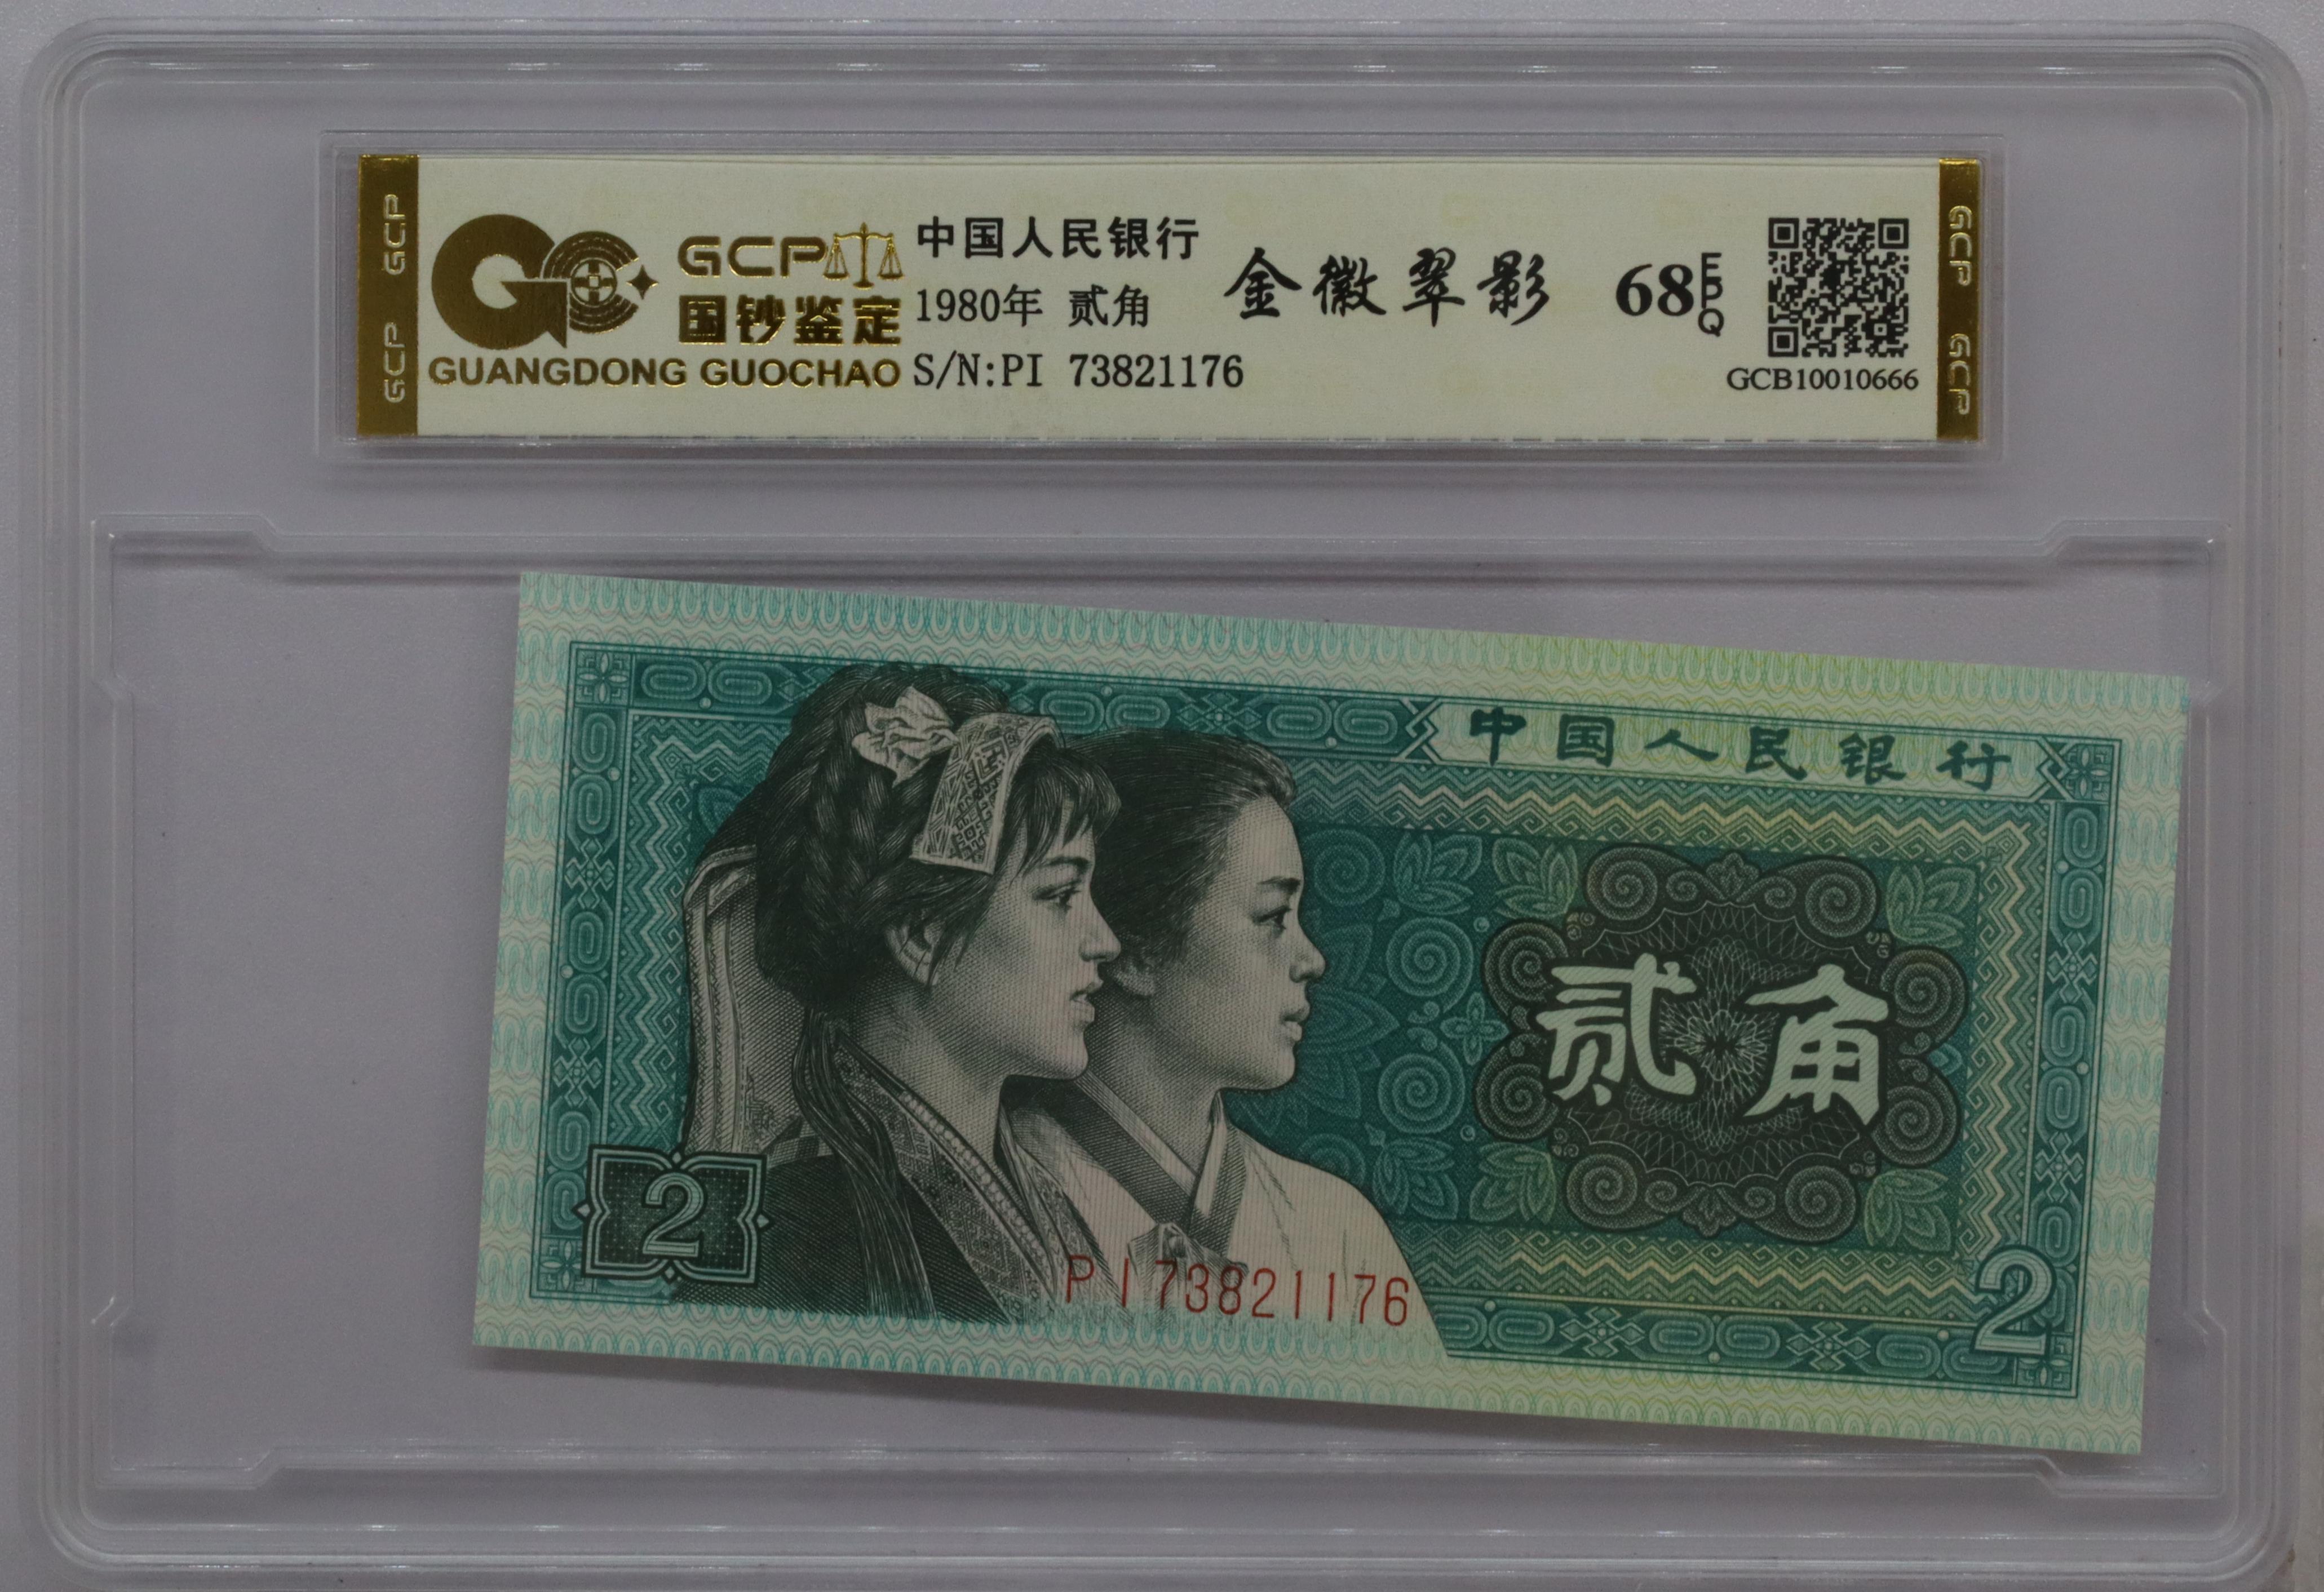 GCP GCP
GCP
国钞鉴定
GUANGDONG GUOCHAO
中国人民银行
1980年 贰角
S/N:PI 73821176
金徽翠影
68 EPQ
GCB10010666
GCP GCP
中国人民银行
贰角
2
PI73821176
2